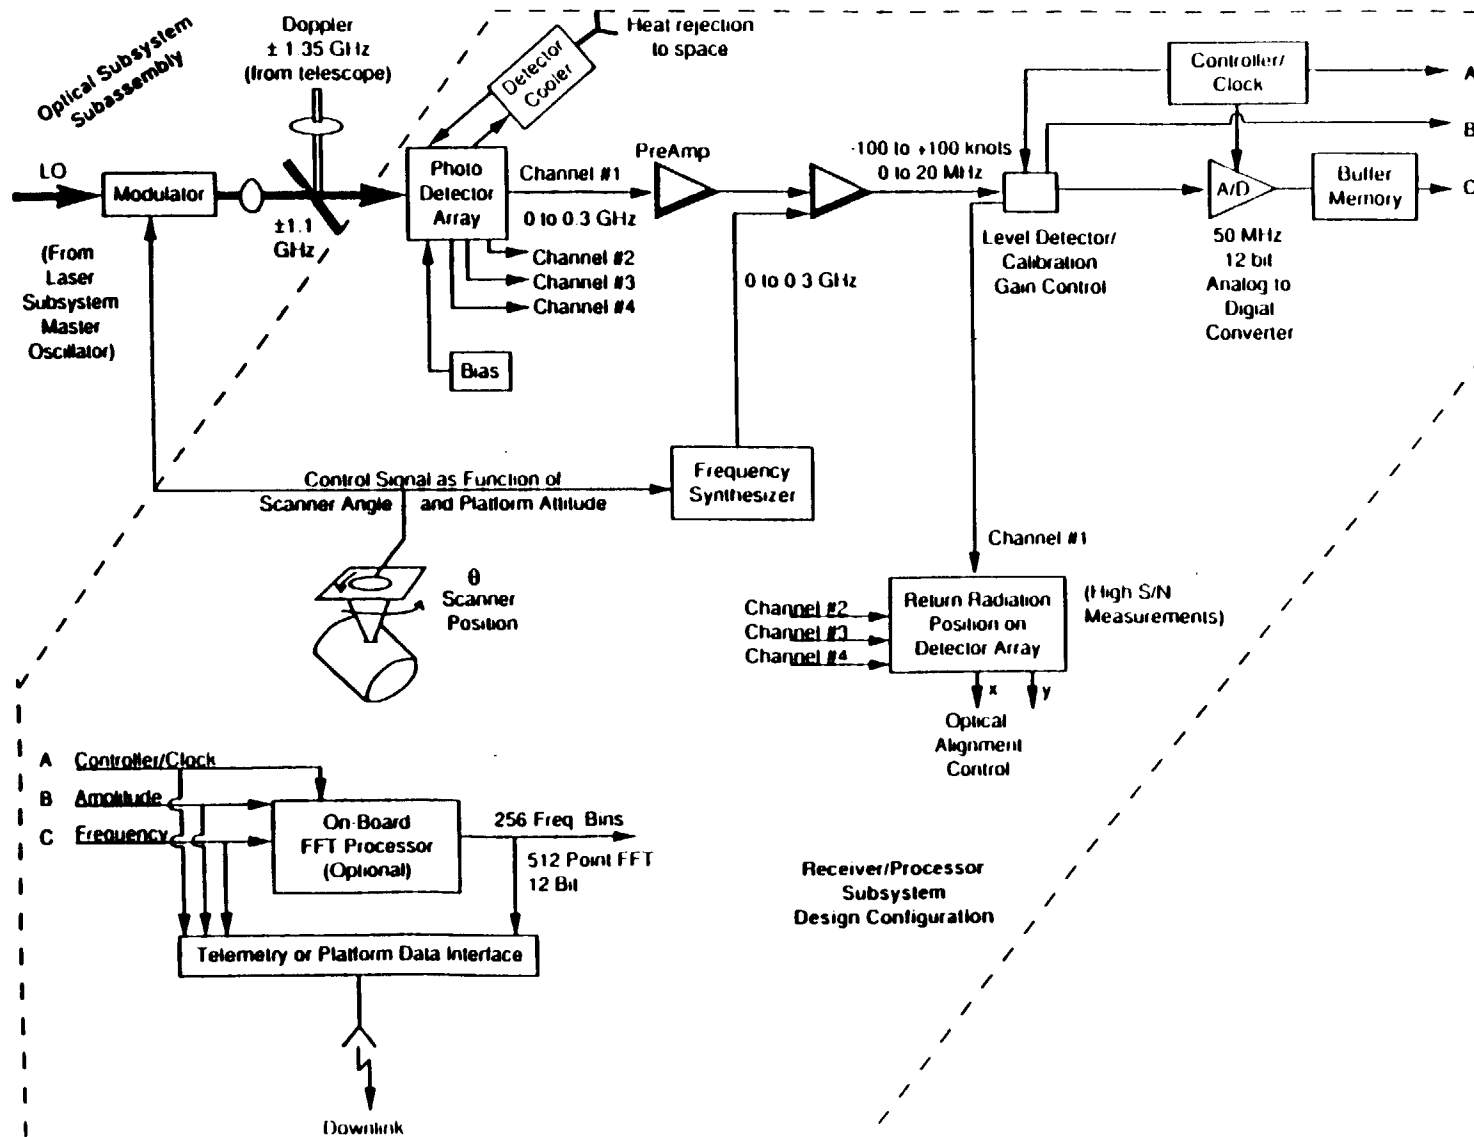 Optical Subsystem
Subassembly
Doppler
± 1.35 GHz
(from telescope)
Heat rejection
to space
Detector
Cooler
Controller/
Clock
A
B
C
LO
Modulator
±1.1
GHz
(From
Laser
Subsystem
Master
Oscillator)
Photo
Detector
Array
Channel #1
0 to 0.3 GHz
Channel #2
Channel #3
Channel #4
Bias
PreAmp
-100 to +100 knots
0 to 20 MHz
0 to 0.3 GHz
Level Detector/
Calibration
Gain Control
A/D
50 MHz
12 bit
Analog to
Digital
Converter
Buffer
Memory
Control Signal as Function of
Scanner Angle and Platform Attitude
Frequency
Synthesizer
θ
Scanner
Position
Channel #1
Channel #2
Channel #3
Channel #4
Return Radiation
Position on
Detector Array
(High S/N
Measurements)
x
y
Optical
Alignment
Control
A Controller/Clock
B Amplitude
C Frequency
On-Board
FFT Processor
(Optional)
256 Freq Bins
512 Point FFT
12 Bit
Telemetry or Platform Data Interface
Downlink
Receiver/Processor
Subsystem
Design Configuration